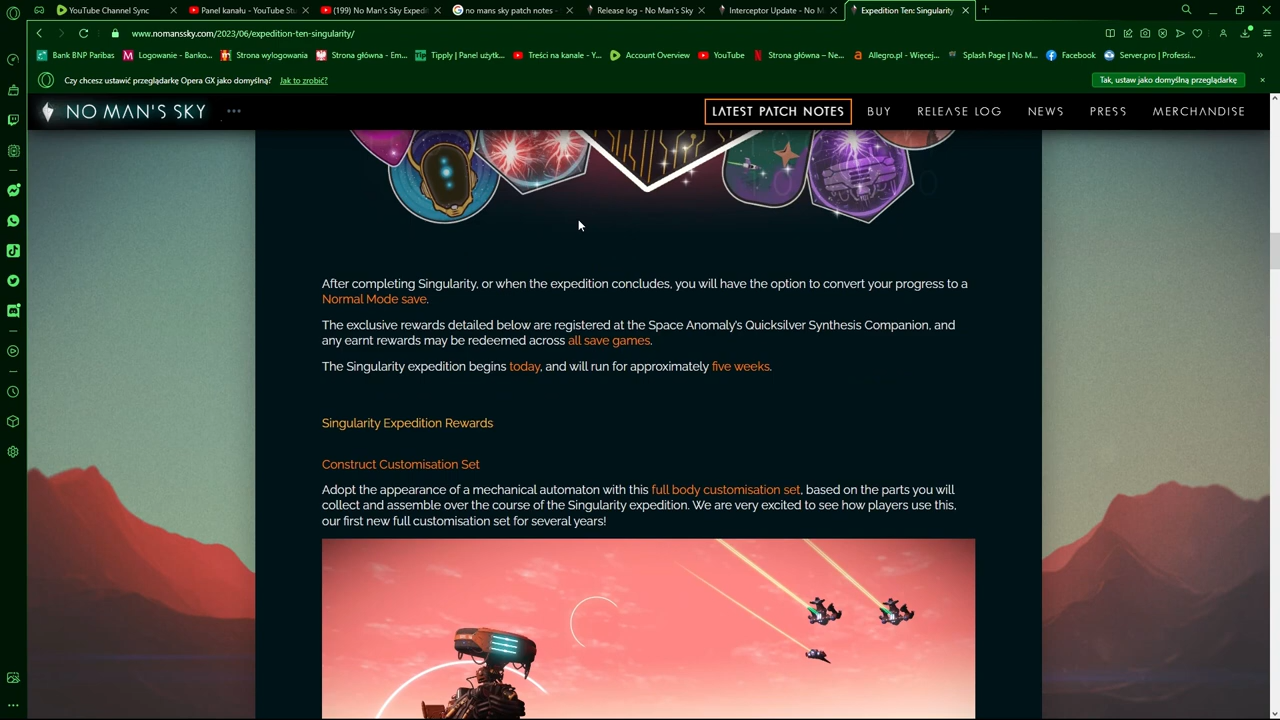 YouTube Channel Sync
Panel kanału - YouTube Stu
(199) No Man's Sky Expedi
no mans sky patch notes -
Release log - No Man's Sky
Interceptor Update - No M
Expedition Ten: Singularity
www.nomanssky.com/2023/06/expedition-ten-singularity/
Bank BNP Paribas
Logowanie - Banko...
Strona wylogowania
Strona główna - Em...
Tipply | Panel użytk...
Treści na kanale - Y...
Account Overview
YouTube
Strona główna – Ne...
Allegro.pl - Więcej...
Splash Page | No M...
Facebook
Server.pro | Professi...
Czy chcesz ustawić przeglądarkę Opera GX jako domyślną? Jak to zrobić?
Tak, ustaw jako domyślną przeglądarkę
NO MAN'S SKY
LATEST PATCH NOTES
BUY
RELEASE LOG
NEWS
PRESS
MERCHANDISE
After completing Singularity, or when the expedition concludes, you will have the option to convert your progress to a
Normal Mode save.
The exclusive rewards detailed below are registered at the Space Anomaly's Quicksilver Synthesis Companion, and
any earnt rewards may be redeemed across all save games.
The Singularity expedition begins today, and will run for approximately five weeks.
Singularity Expedition Rewards
Construct Customisation Set
Adopt the appearance of a mechanical automaton with this full body customisation set, based on the parts you will
collect and assemble over the course of the Singularity expedition. We are very excited to see how players use this,
our first new full customisation set for several years!